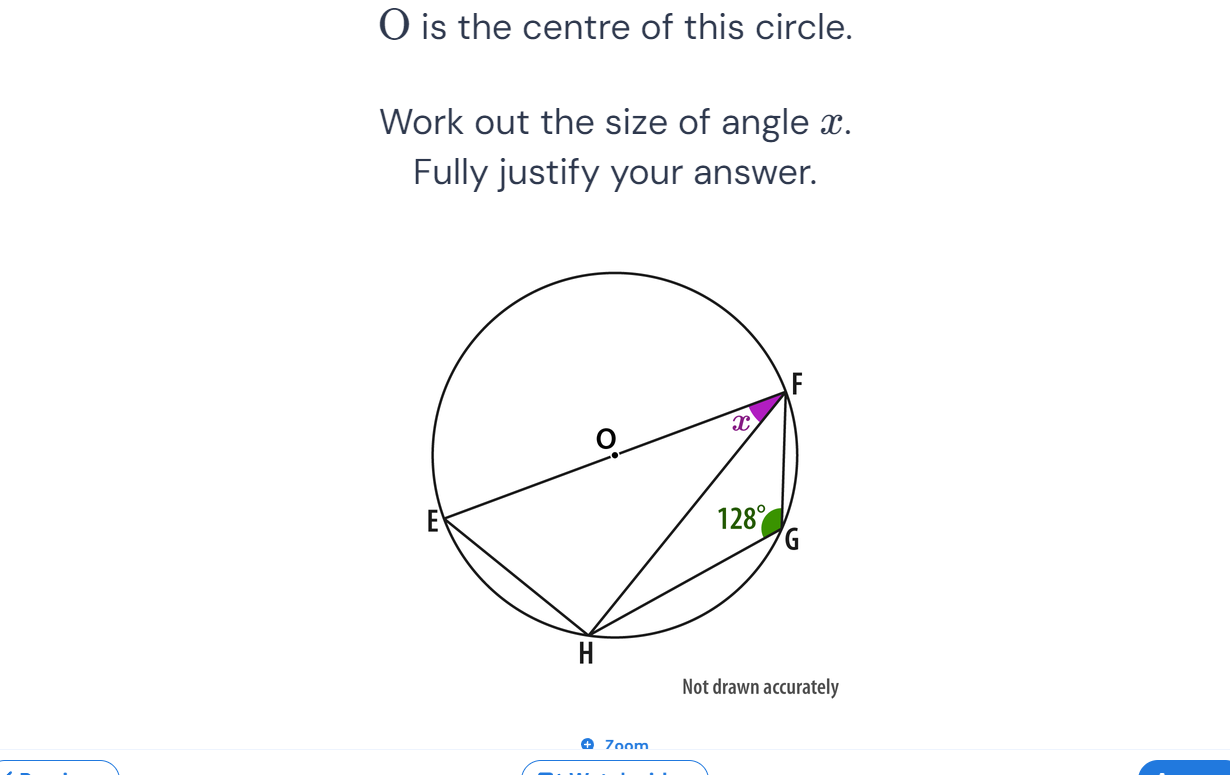 O is the centre of this circle.
Work out the size of angle x.
Fully justify your answer.
F
x
O
128°
E
G
H
Not drawn accurately
Zoom